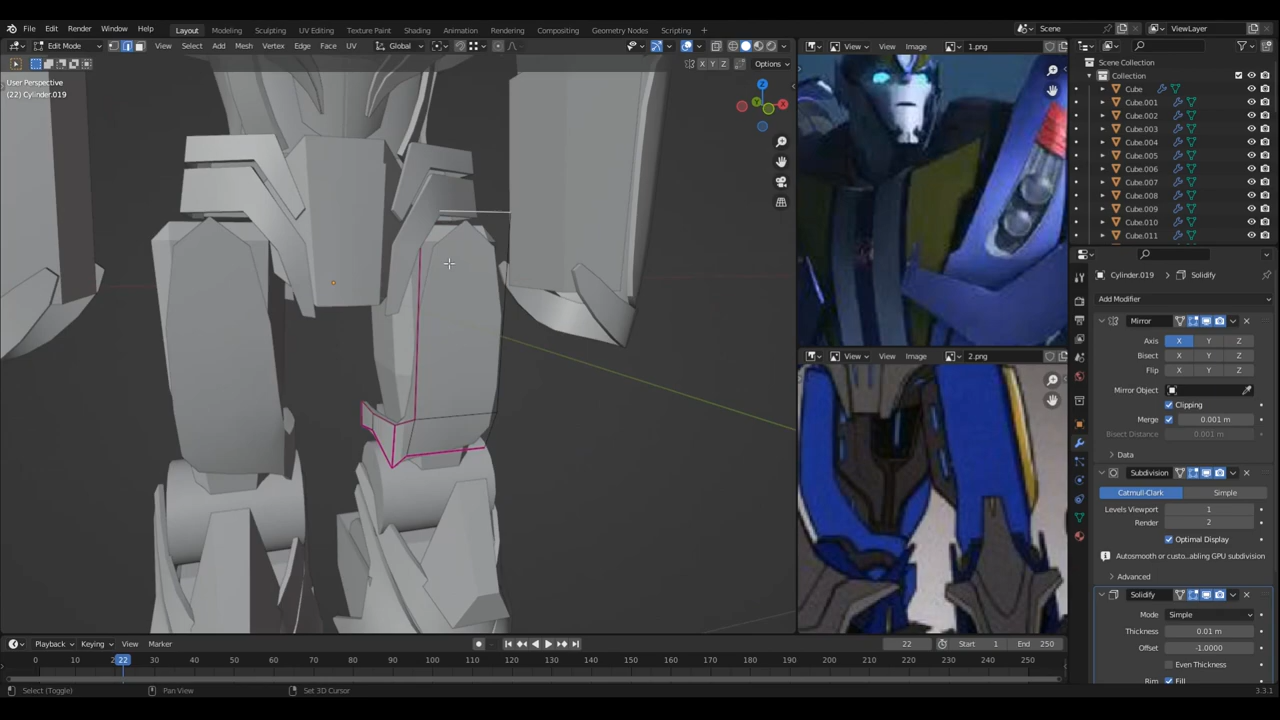 File Edit Render Window Help Layout Modeling Sculpting UV Editing Texture Paint Shading Animation Rendering Compositing Geometry Nodes Scripting Scene ViewLayer
Edit Mode View Select Add Mesh Vertex Edge Face UV Global View Image 1.png
X Y Z Options
User Perspective
(22) Cylinder.019
Z
X
Y
Scene Collection
Collection
Cube
Cube.001
Cube.002
Cube.003
Cube.004
Cube.005
Cube.006
Cube.007
Cube.008
Cube.009
Cube.010
Cube.011
View Image 2.png
Cylinder.019 Solidify
Add Modifier
Mirror
Axis X Y Z
Bisect X Y Z
Flip X Y Z
Mirror Object
Clipping
Merge 0.001 m
Bisect Distance 0.001 m
Data
Subdivision
Catmull-Clark Simple
Levels Viewport 1
Render 2
Optimal Display
Autosmooth or custo...abling GPU subdivision
Advanced
Solidify
Mode Simple
Thickness 0.01 m
Offset -1.0000
Even Thickness
Rim Fill
Playback Keying View Marker 22 Start 1 End 250
0 10 22 30 40 50 60 70 80 90 100 110 120 130 140 150 160 170 180 190 200 210 220 230 240 250
Select (Toggle) Pan View Set 3D Cursor 3.3.1